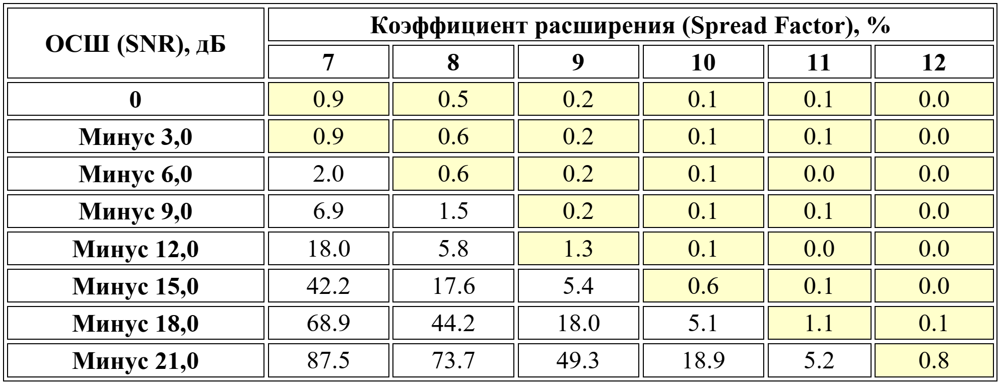 ОСШ (SNR), дБ
Коэффициент расширения (Spread Factor), %
7 8 9 10 11 12
0 0.9 0.5 0.2 0.1 0.1 0.0
Минус 3,0 0.9 0.6 0.2 0.1 0.1 0.0
Минус 6,0 2.0 0.6 0.2 0.1 0.0 0.0
Минус 9,0 6.9 1.5 0.2 0.1 0.1 0.0
Минус 12,0 18.0 5.8 1.3 0.1 0.0 0.0
Минус 15,0 42.2 17.6 5.4 0.6 0.1 0.0
Минус 18,0 68.9 44.2 18.0 5.1 1.1 0.1
Минус 21,0 87.5 73.7 49.3 18.9 5.2 0.8